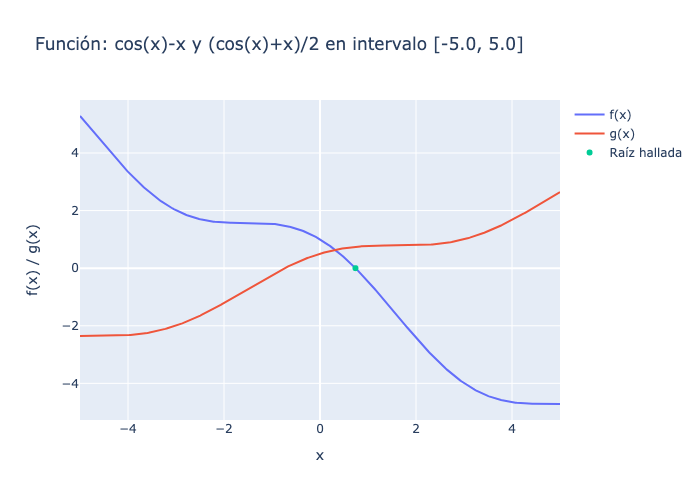 Función: cos(x)-x y (cos(x)+x)/2 en intervalo [-5.0, 5.0]
f(x)
g(x)
Raíz hallada
f(x) / g(x)
4
2
0
−2
−4
−4
−2
0
2
4
x